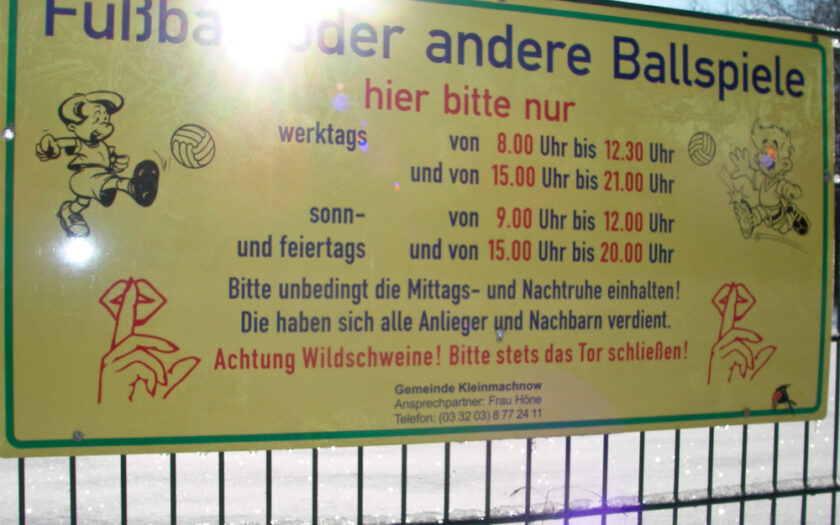 oder andere Ballspiele
hier bitte nur
werktags von 8.00 Uhr bis 12.30 Uhr
und von 15.00 Uhr bis 21.00 Uhr
sonn- von 9.00 Uhr bis 12.00 Uhr
und feiertags und von 15.00 Uhr bis 20.00 Uhr
Bitte unbedingt die Mittags- und Nachtruhe einhalten!
Die haben sich alle Anlieger und Nachbarn verdient.
Achtung Wildschweine! Bitte stets das Tor schließen!
Gemeinde Kleinmachnow
Ansprechpartner: Frau Höne
Telefon: (03 32 03) 8 77 24 11